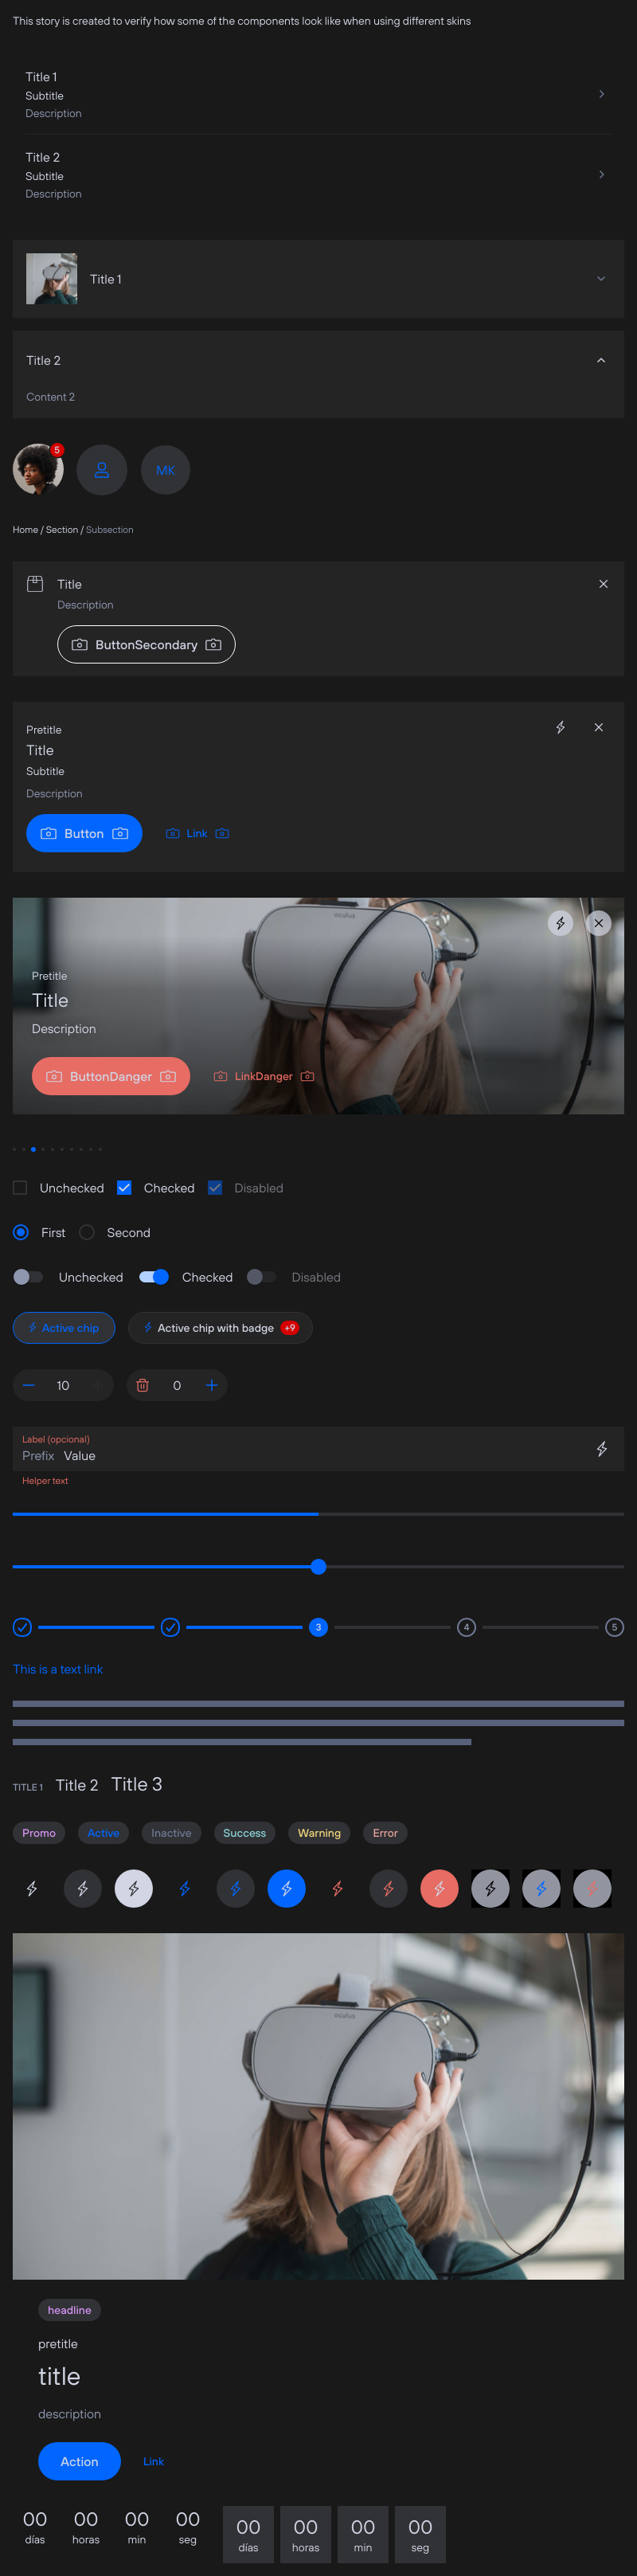 This story is created to verify how some of the components look like when using different skins
Title 1
Subtitle
Description
Title 2
Subtitle
Description
Title 1
Title 2
Content 2
5
MK
Home / Section / Subsection
Title
Description
ButtonSecondary
Pretitle
Title
Subtitle
Description
Button Link
oculus
Pretitle
Title
Description
ButtonDanger LinkDanger
Unchecked Checked Disabled
First Second
Unchecked Checked Disabled
Active chip Active chip with badge +9
10 0
Label (opcional)
Prefix Value
Helper text
3 4 5
This is a text link
TITLE 1 Title 2 Title 3
Promo Active Inactive Success Warning Error
oculus
headline
pretitle
title
description
Action Link
00 00 00 00 00 00 00 00
días horas min seg días horas min seg